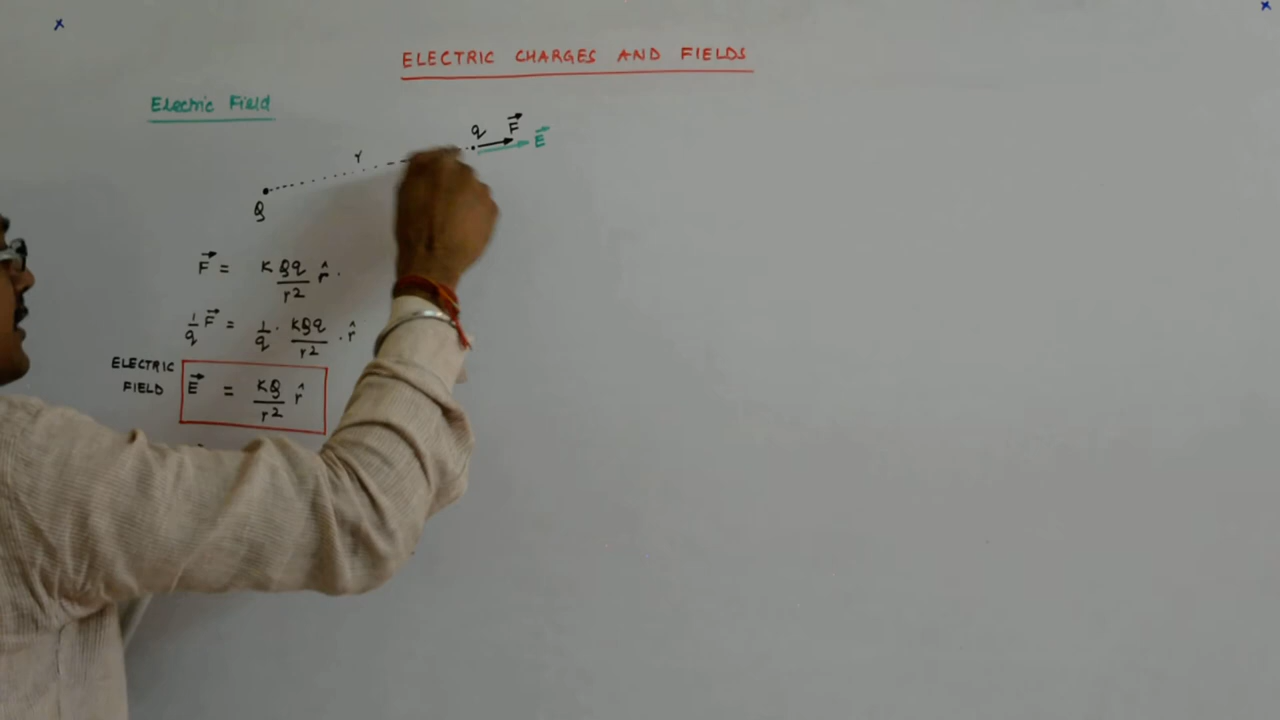 ELECTRIC CHARGES AND FIELDS
Electric Field
q F⃗ E⃗
r
Q
F⃗ = KQq/r² r̂.
1/q F⃗ = 1/q · KQq/r² · r̂
ELECTRIC FIELD E⃗ = KQ/r² r̂